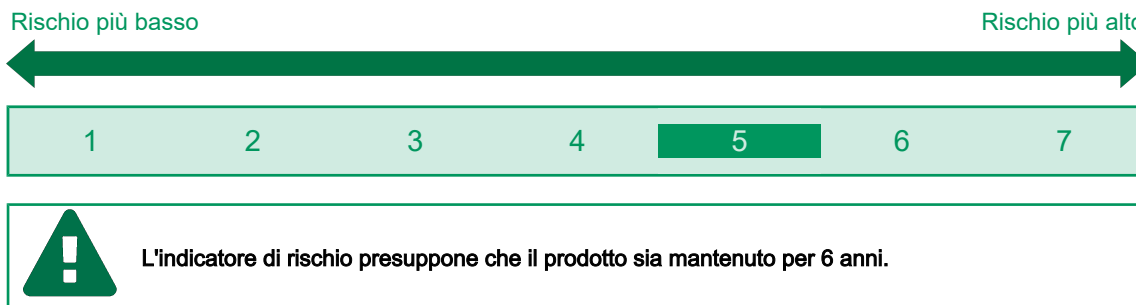 Rischio più basso Rischio più alto
1 2 3 4 5 6 7
L'indicatore di rischio presuppone che il prodotto sia mantenuto per 6 anni.